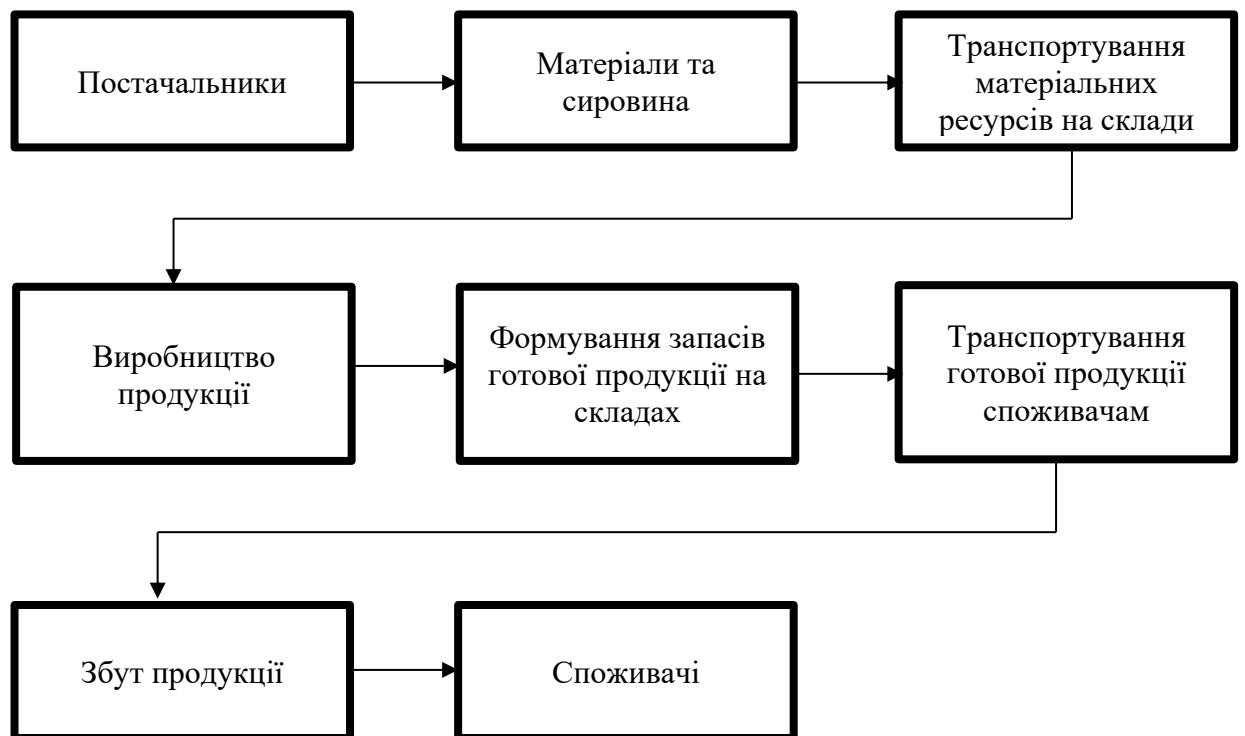 Постачальники
Матеріали та
сировина
Транспортування
матеріальних
ресурсів на склади
Виробництво
продукції
Формування запасів
готової продукції на
складах
Транспортування
готової продукції
споживачам
Збут продукції
Споживачі